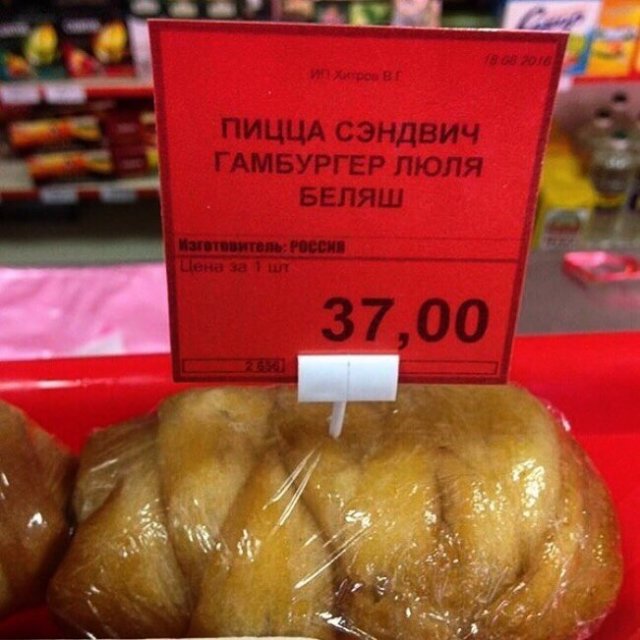 18.08.2016
ИП Хитров В.Г.
ПИЦЦА СЭНДВИЧ
ГАМБУРГЕР ЛЮЛЯ
БЕЛЯШ
Изготовитель: РОССИЯ
Цена за 1 шт
37,00